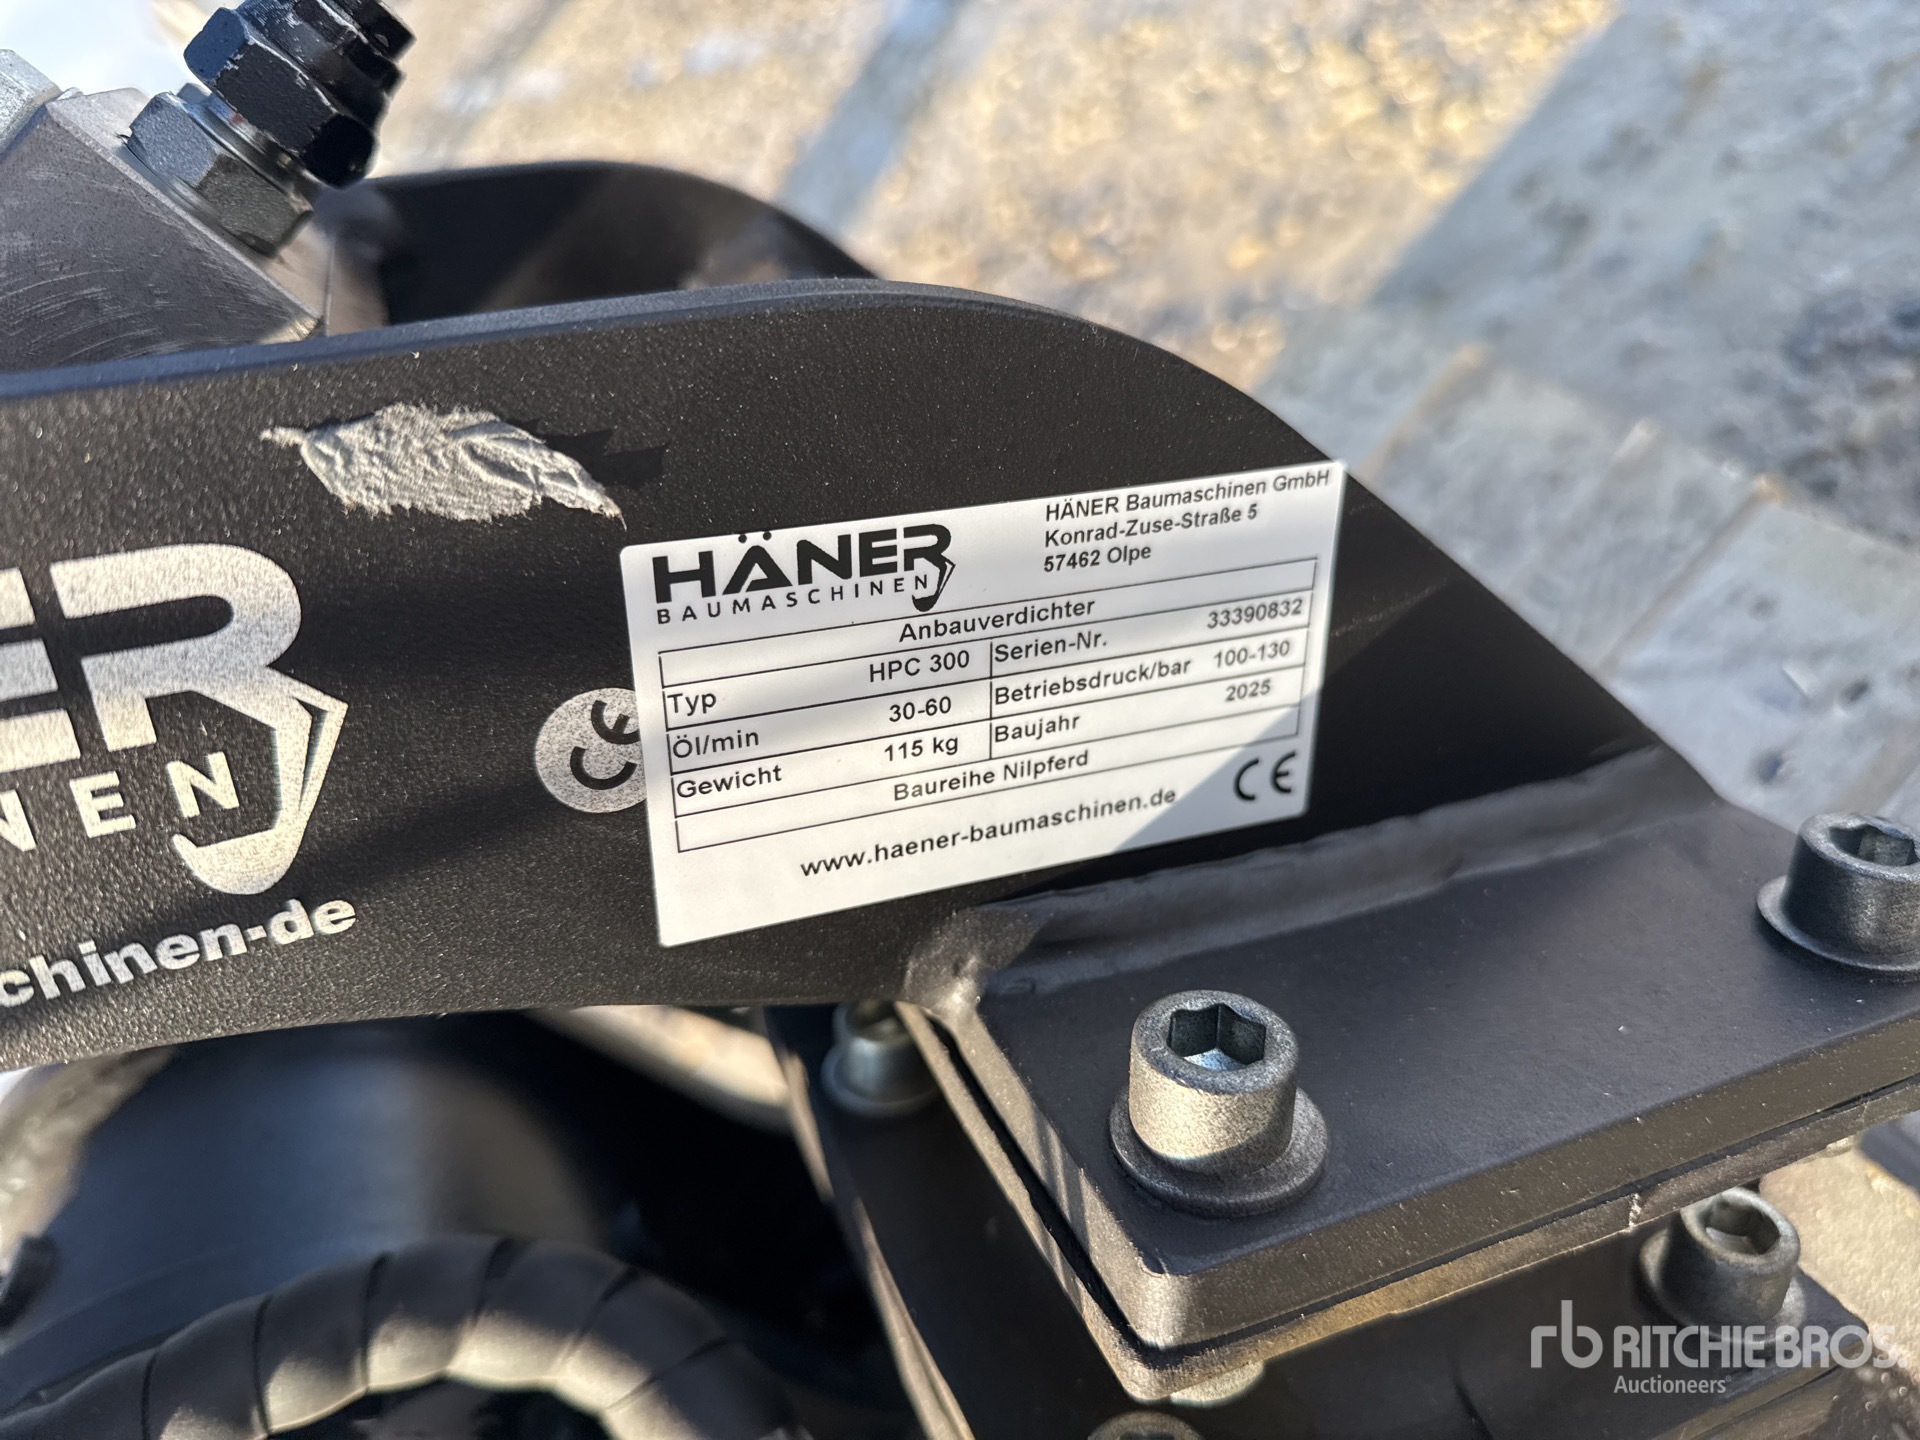 HÄNER
BAUMASCHINEN
HÄNER Baumaschinen GmbH
Konrad-Zuse-Straße 5
57462 Olpe
Anbauverdichter
Typ HPC 300 Serien-Nr. 33390832
Öl/min 30-60 Betriebsdruck/bar 100-130
Gewicht 115 kg Baujahr 2025
Baureihe Nilpferd
www.haener-baumaschinen.de
CE
CE
ER
NEN
chinen.de
rb RITCHIE BROS.
Auctioneers